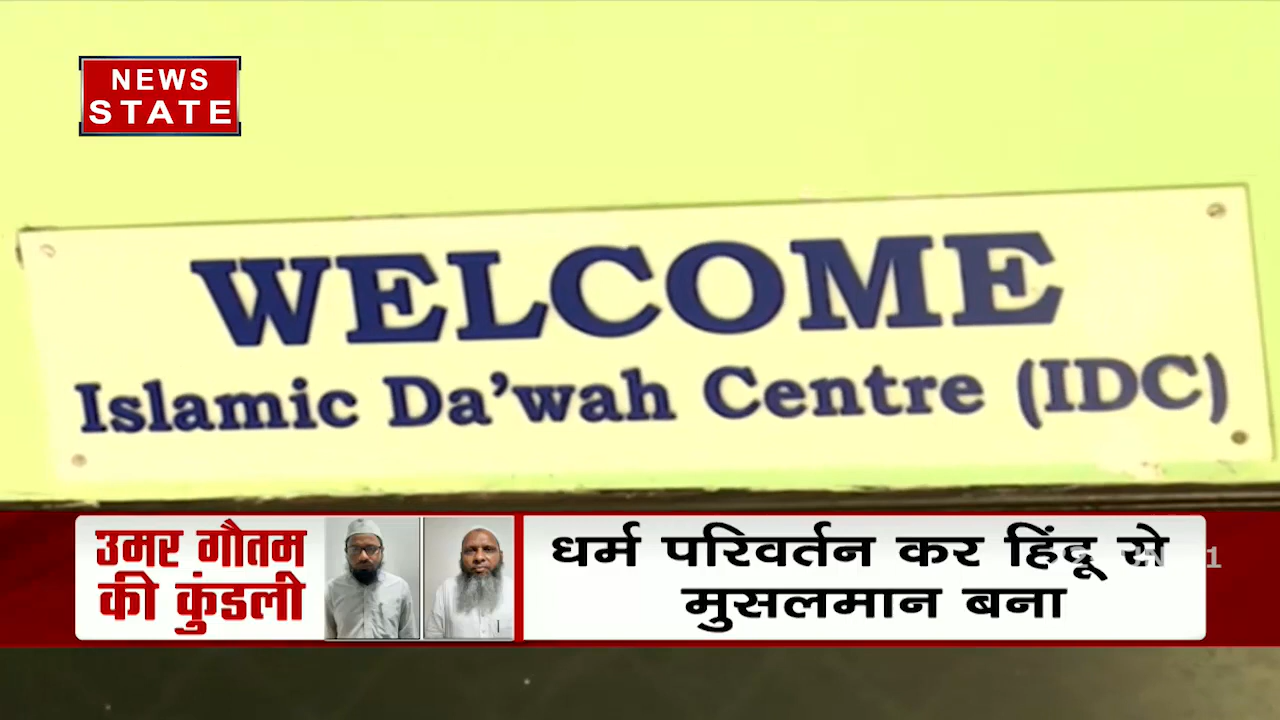 NEWS
STATE
WELCOME
Islamic Da'wah Centre (IDC)
उमर गौतम
की कुंडली
धर्म परिवर्तन कर हिंदू से
मुसलमान बना